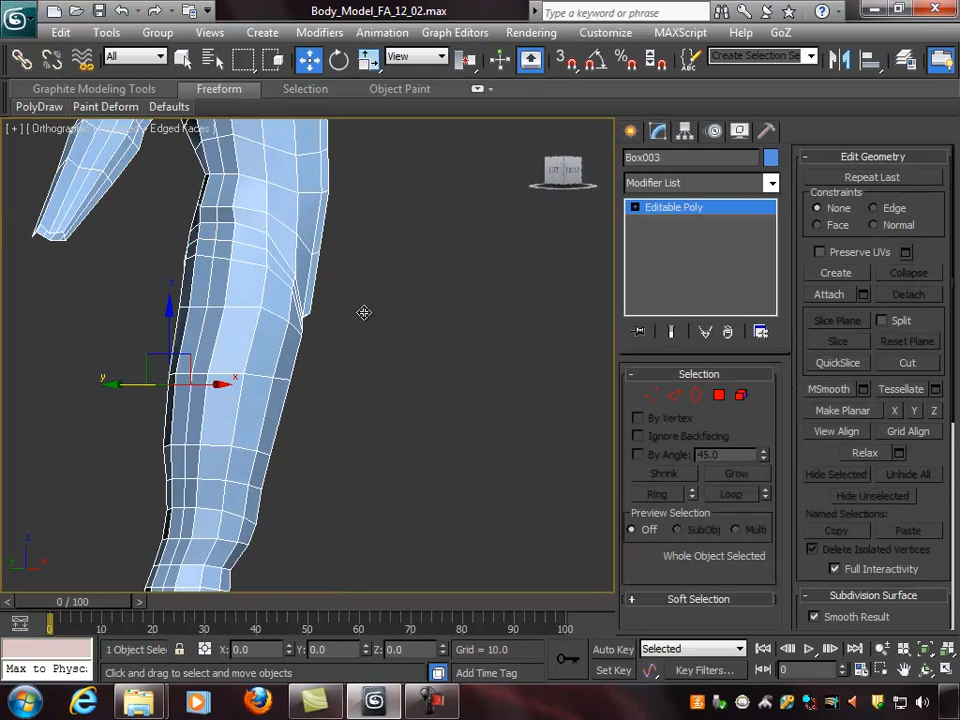 Body_Model_FA_12_02.max
Type a keyword or phrase
Edit Tools Group Views Create Modifiers Animation Graph Editors Rendering Customize MAXScript Help GoZ
All View Create Selection Se
Graphite Modeling Tools Freeform Selection Object Paint
PolyDraw Paint Deform Defaults
[ + ] [ Orthographic Edged Faces ]
Box003
Modifier List
Editable Poly
Selection
By Vertex
Ignore Backfacing
By Angle: 45.0
Shrink Grow
Ring Loop
Preview Selection
Off SubObj Multi
Whole Object Selected
Soft Selection
Edit Geometry
Repeat Last
Constraints
None Edge
Face Normal
Preserve UVs
Create Collapse
Attach Detach
Slice Plane Split
Slice Reset Plane
QuickSlice Cut
MSmooth Tessellate
Make Planar X Y Z
View Align Grid Align
Relax
Hide Selected Unhide All
Hide Unselected
Named Selections:
Copy Paste
Delete Isolated Vertices
Full Interactivity
Subdivision Surface
Smooth Result
z
y x
z
y x
0 / 100
0 10 20 30 40 50 60 70 80 90 100
1 Object Sele X: 0.0 Y: 0.0 Z: 0.0 Grid = 10.0 Auto Key Selected
Max to Physc Click and drag to select and move objects Add Time Tag Set Key Key Filters... 0